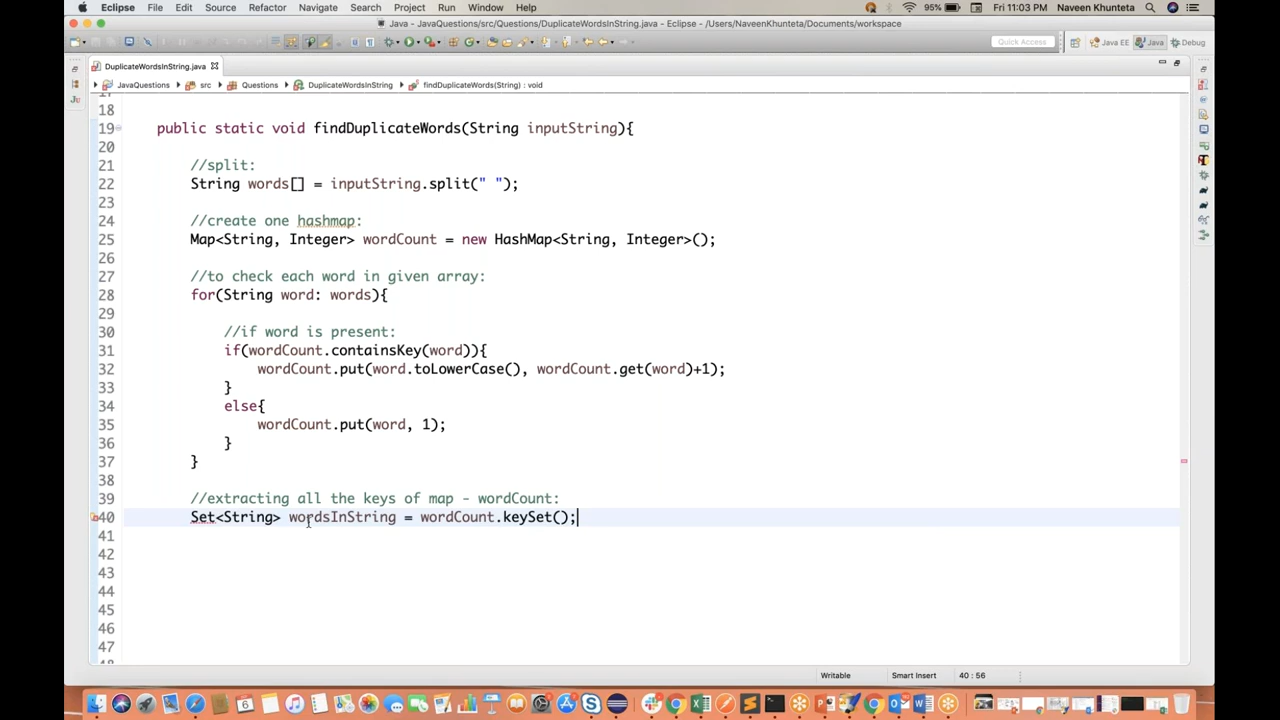 Eclipse File Edit Source Refactor Navigate Search Project Run Window Help 95% Fri 11:03 PM Naveen Khunteta
Java - JavaQuestions/src/Questions/DuplicateWordsInString.java - Eclipse - /Users/NaveenKhunteta/Documents/workspace
Quick Access Java EE Java Debug
DuplicateWordsInString.java
JavaQuestions src Questions DuplicateWordsInString findDuplicateWords(String) : void
17
18
19 public static void findDuplicateWords(String inputString){
20
21 //split:
22 String words[] = inputString.split(" ");
23
24 //create one hashmap:
25 Map<String, Integer> wordCount = new HashMap<String, Integer>();
26
27 //to check each word in given array:
28 for(String word: words){
29
30 //if word is present:
31 if(wordCount.containsKey(word)){
32 wordCount.put(word.toLowerCase(), wordCount.get(word)+1);
33 }
34 else{
35 wordCount.put(word, 1);
36 }
37 }
38
39 //extracting all the keys of map - wordCount:
40 Set<String> wordsInString = wordCount.keySet();
41
42
43
44
45
46
47
48
Writable Smart Insert 40 : 56